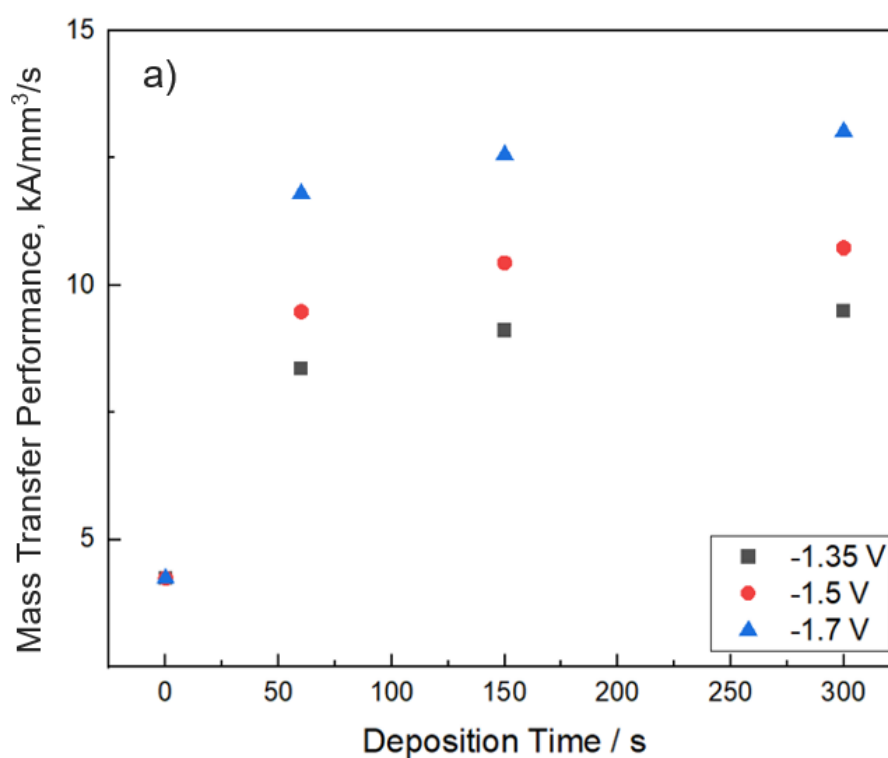 a)
Mass Transfer Performance, kA/mm³/s
15
10
5
0 50 100 150 200 250 300
Deposition Time / s
-1.35 V
-1.5 V
-1.7 V